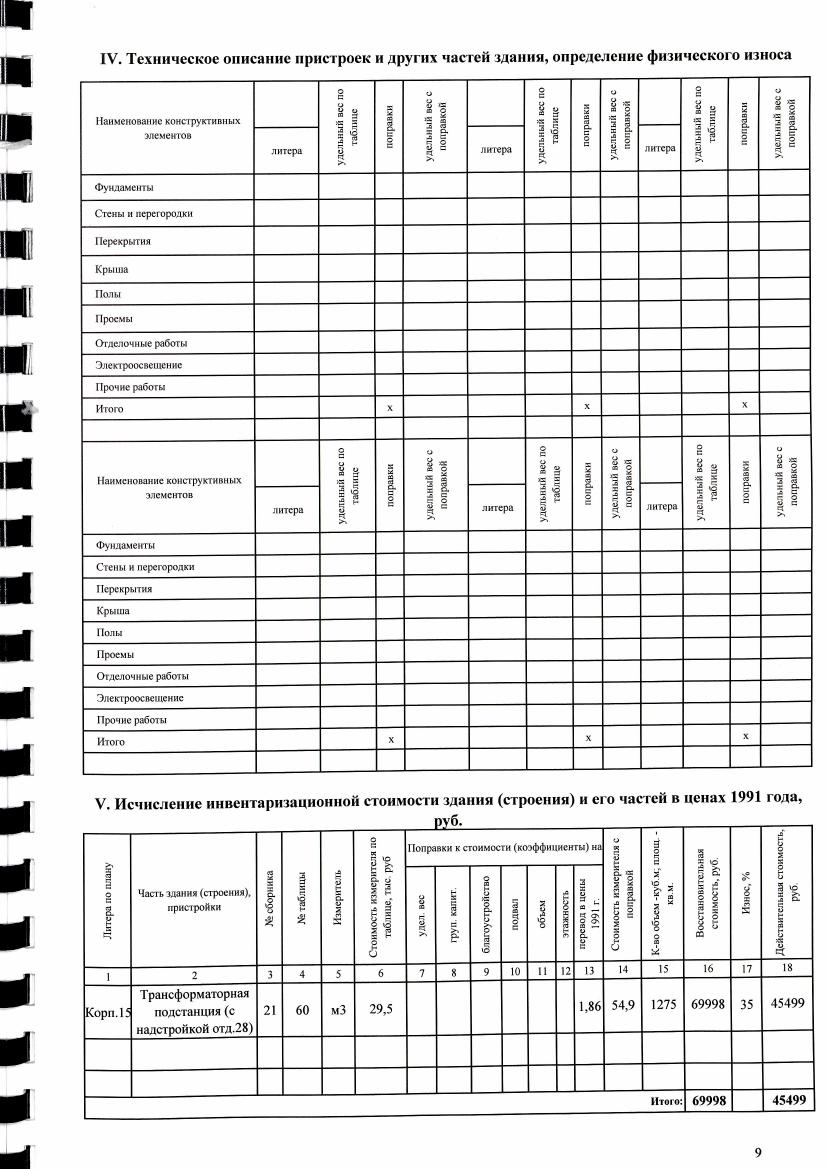 IV. Техническое описание пристроек и других частей здания, определение физического износа
Наименование конструктивных элементов литера удельный вес по таблице поправки удельный вес с поправкой литера удельный вес по таблице поправки удельный вес с поправкой литера удельный вес по таблице поправки удельный вес с поправкой
Фундаменты
Стены и перегородки
Перекрытия
Крыша
Полы
Проемы
Отделочные работы
Электроосвещение
Прочие работы
Итого х х х
Наименование конструктивных элементов литера удельный вес по таблице поправки удельный вес с поправкой литера удельный вес по таблице поправки удельный вес с поправкой литера удельный вес по таблице поправки удельный вес с поправкой
Фундаменты
Стены и перегородки
Перекрытия
Крыша
Полы
Проемы
Отделочные работы
Электроосвещение
Прочие работы
Итого х х х
V. Исчисление инвентаризационной стоимости здания (строения) и его частей в ценах 1991 года,
руб.
Литера по плану Часть здания (строения), пристройки № сборника № таблицы Измеритель Стоимость измерителя по таблице, тыс. руб Поправки к стоимости (коэффициенты) на удел. вес груп. капит. благоустройство подвал объем этажность перевод в цены 1991 г. Стоимость измерителя с поправкой К-во объем -куб.м; площ. - кв.м. Восстановительная стоимость, руб. Износ, % Действительная стоимость, руб.
1 2 3 4 5 6 7 8 9 10 11 12 13 14 15 16 17 18
Корп.15 Трансформаторная подстанция (с надстройкой отд.28) 21 60 м3 29,5 1,86 54,9 1275 69998 35 45499
Итого: 69998 45499
9